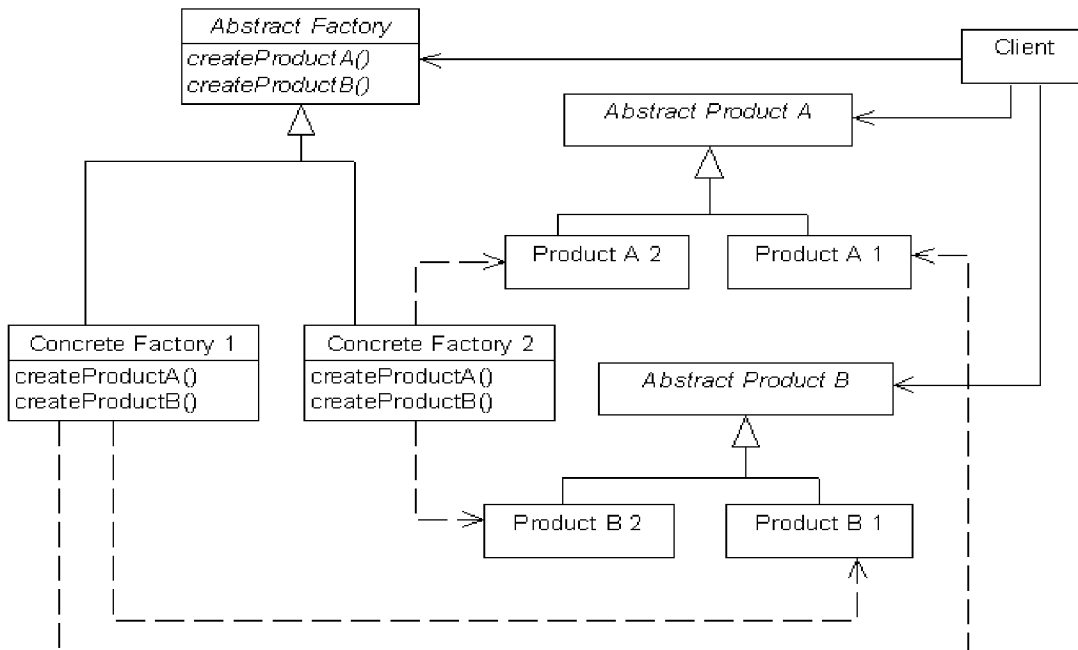 Abstract Factory
createProductA()
createProductB()
Client
Abstract Product A
Product A 2
Product A 1
Concrete Factory 1
createProductA()
createProductB()
Concrete Factory 2
createProductA()
createProductB()
Abstract Product B
Product B 2
Product B 1